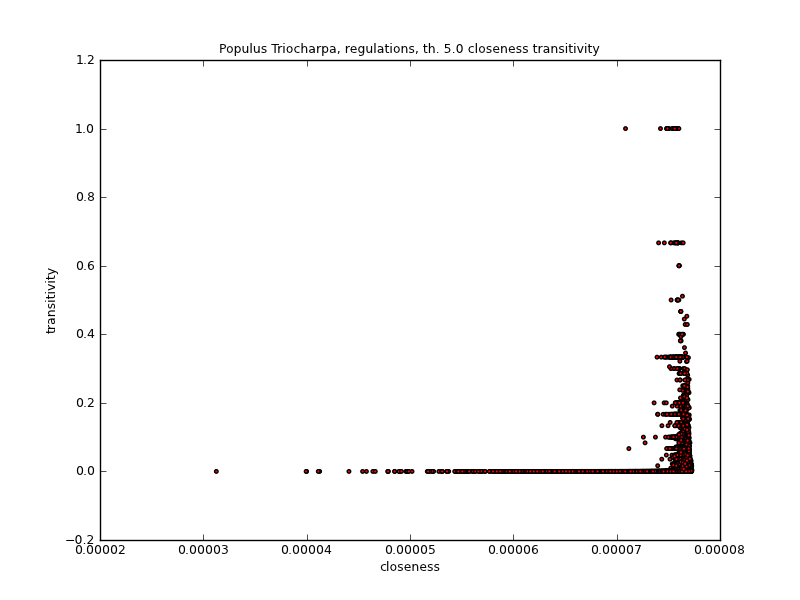 Populus Triocharpa, regulations, th. 5.0 closeness transitivity
1.2
1.0
0.8
0.6
0.4
0.2
0.0
−0.2
transitivity
0.00002 0.00003 0.00004 0.00005 0.00006 0.00007 0.00008
closeness